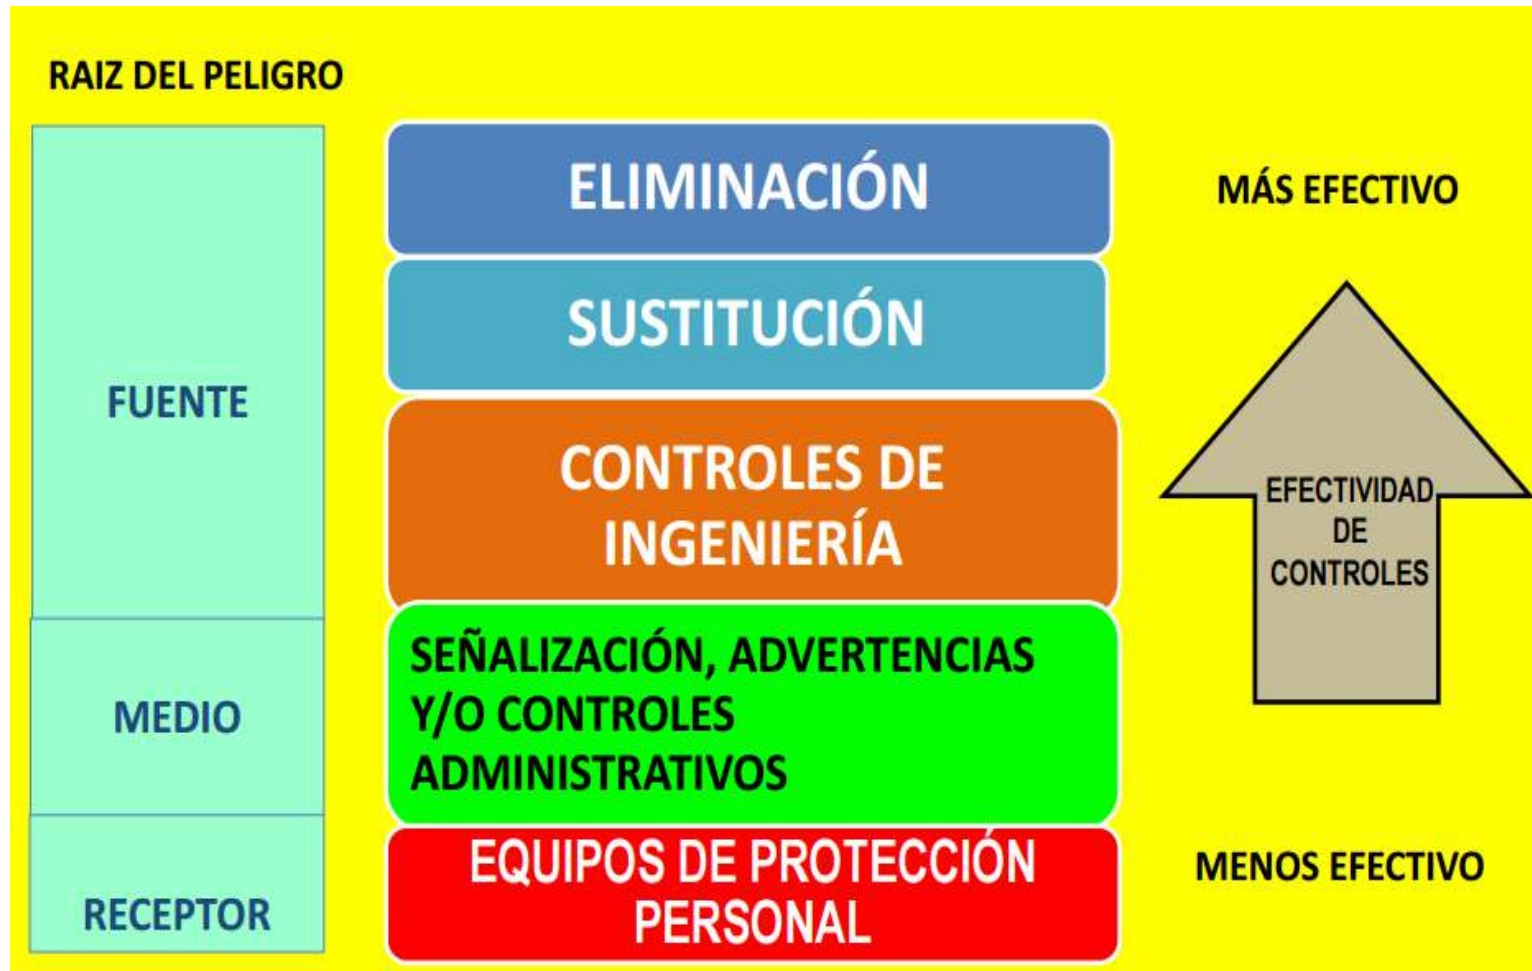 RAIZ DEL PELIGRO
FUENTE
MEDIO
RECEPTOR
ELIMINACIÓN
SUSTITUCIÓN
CONTROLES DE
INGENIERÍA
SEÑALIZACIÓN, ADVERTENCIAS
Y/O CONTROLES
ADMINISTRATIVOS
EQUIPOS DE PROTECCIÓN
PERSONAL
MÁS EFECTIVO
EFECTIVIDAD
DE
CONTROLES
MENOS EFECTIVO